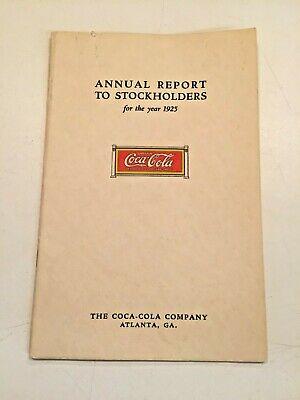 ANNUAL REPORT
TO STOCKHOLDERS
for the year 1925
Coca-Cola
THE COCA-COLA COMPANY
ATLANTA, GA.